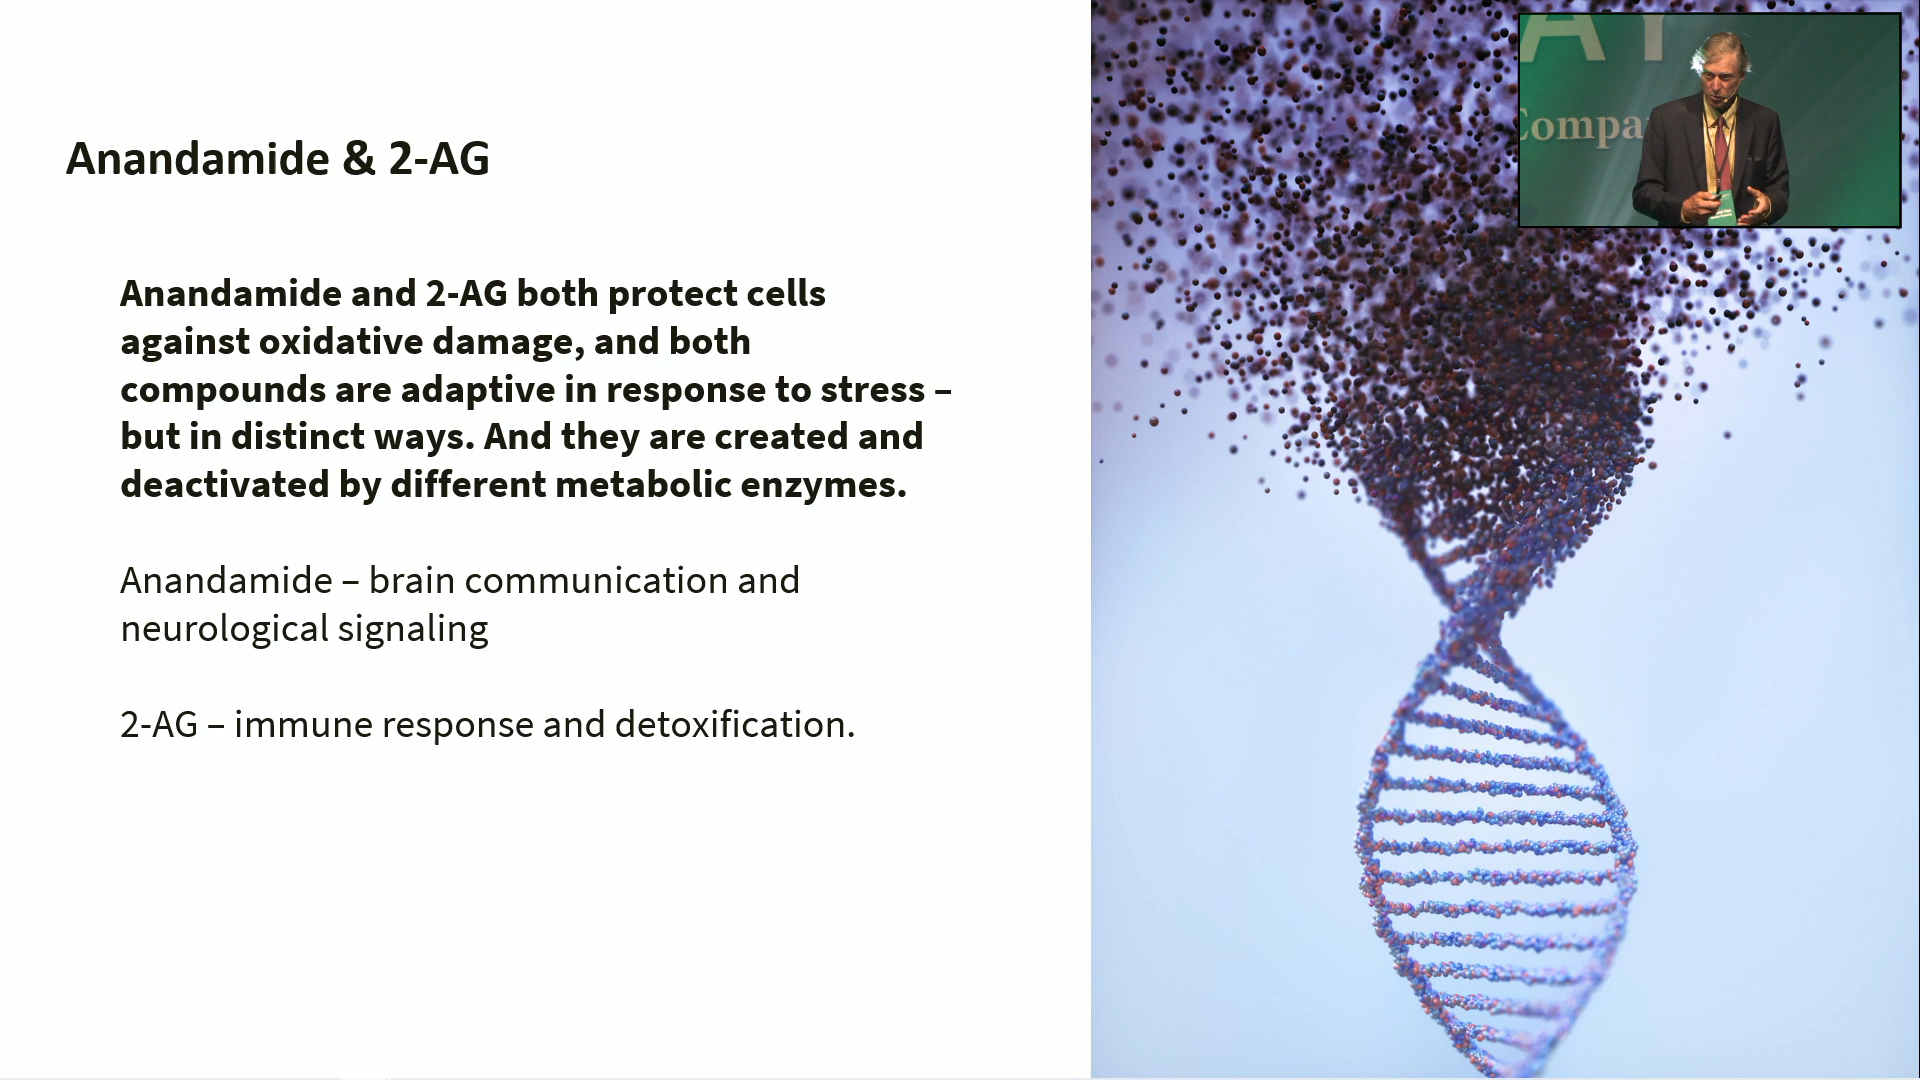 Anandamide & 2-AG
Anandamide and 2-AG both protect cells
against oxidative damage, and both
compounds are adaptive in response to stress –
but in distinct ways. And they are created and
deactivated by different metabolic enzymes.
Anandamide – brain communication and
neurological signaling
2-AG – immune response and detoxification.
AY
Compa